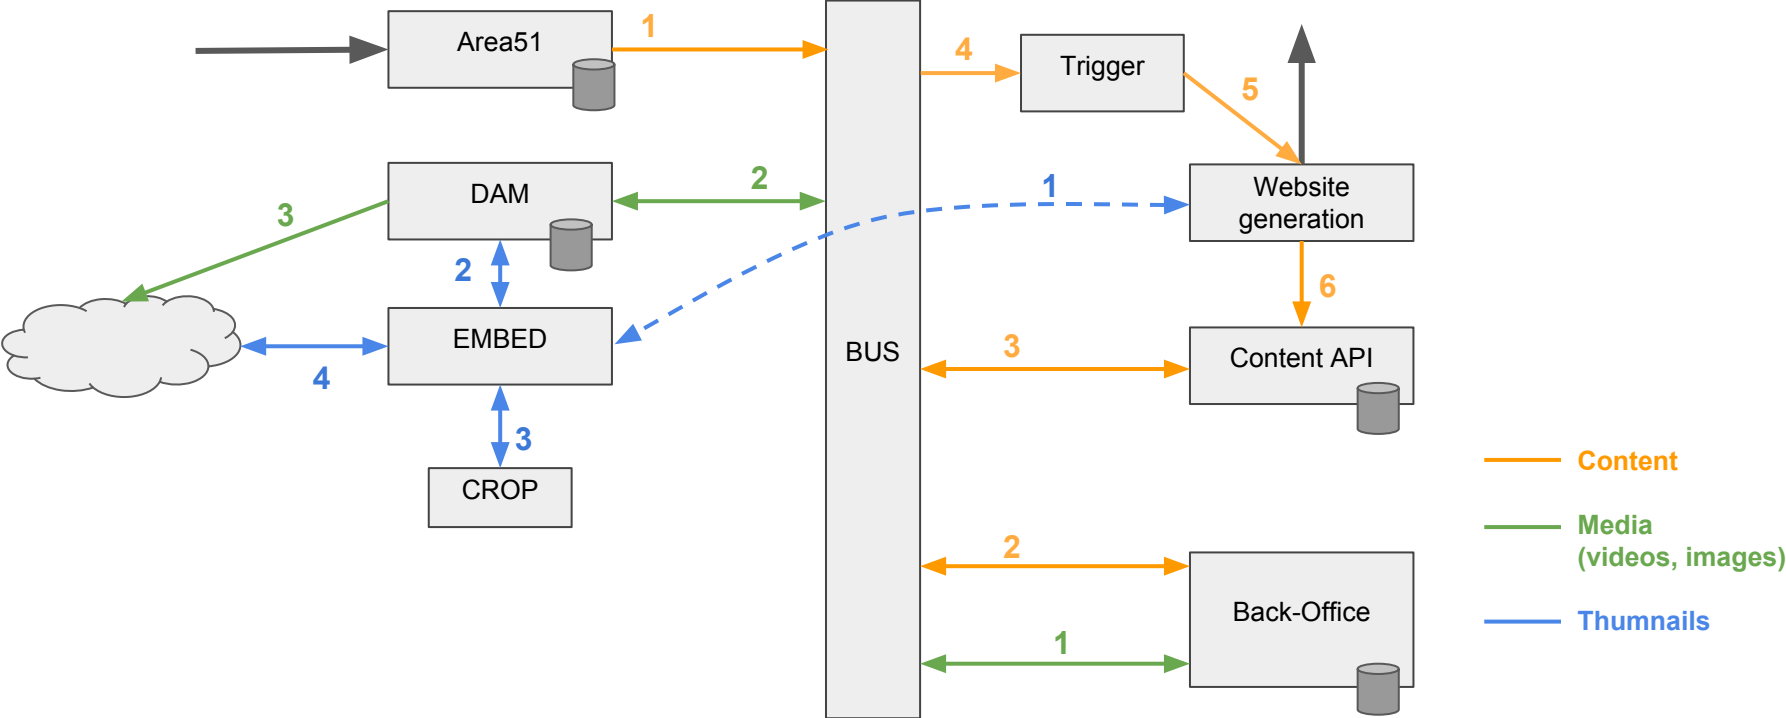 Area51
1
4
Trigger
5
DAM
2
3
1
Website
generation
2
6
EMBED
BUS
3
Content API
4
3
CROP
Content
2
Media
(videos, images)
Back-Office
1
Thumnails